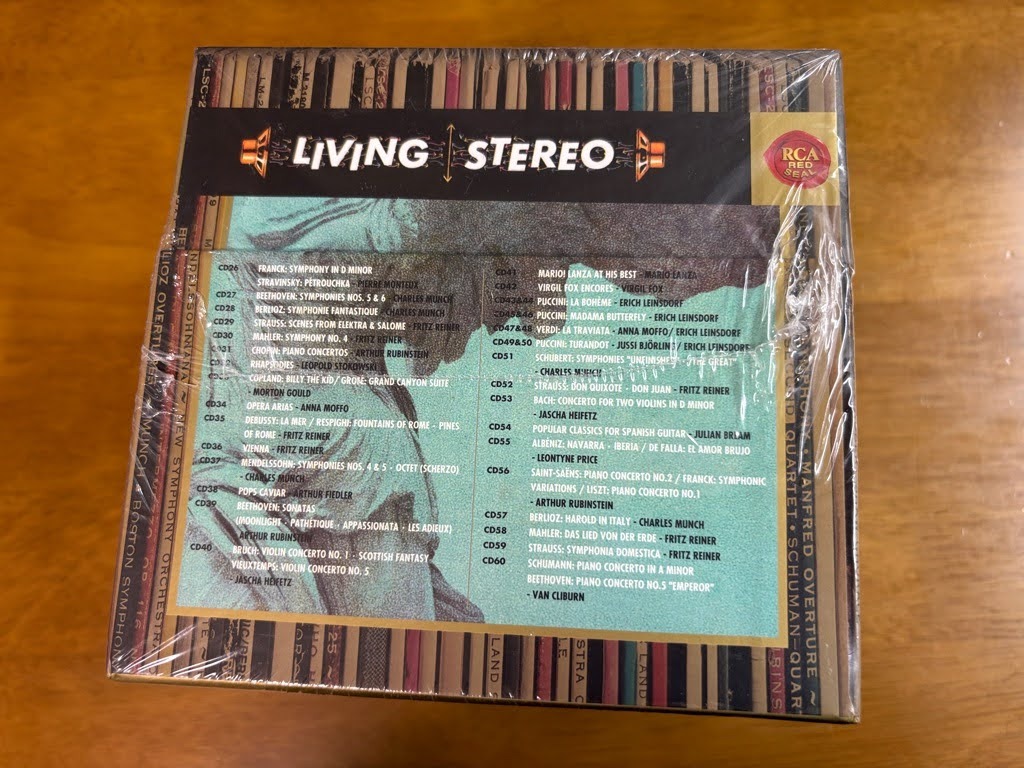 LIVING STEREO
RCA
RED
SEAL
CD26 FRANCK: SYMPHONY IN D MINOR
STRAVINSKY: PETROUCHKA - PIERRE MONTEUX
CD27 BEETHOVEN: SYMPHONIES NOS. 5 & 6 - CHARLES MUNCH
CD28 BERLIOZ: SYMPHONIE FANTASTIQUE - CHARLES MUNCH
CD29 STRAUSS: SCENES FROM ELEKTRA & SALOME - FRITZ REINER
CD30 MAHLER: SYMPHONY NO. 4 - FRITZ REINER
CD31 CHOPIN: PIANO CONCERTOS - ARTHUR RUBINSTEIN
RHAPSODIES - LEOPOLD STOKOWSKI
COPLAND: BILLY THE KID / GROFÉ: GRAND CANYON SUITE
- MORTON GOULD
CD34 OPERA ARIAS - ANNA MOFFO
CD35 DEBUSSY: LA MER / RESPIGHI: FOUNTAINS OF ROME - PINES
OF ROME - FRITZ REINER
CD36 VIENNA - FRITZ REINER
CD37 MENDELSSOHN: SYMPHONIES NOS. 4 & 5 - OCTET (SCHERZO)
- CHARLES MUNCH
CD38 POPS CAVIAR - ARTHUR FIEDLER
CD39 BEETHOVEN: SONATAS
(MOONLIGHT - PATHÉTIQUE - APPASSIONATA - LES ADIEUX)
ARTHUR RUBINSTEIN
CD40 BRUCH: VIOLIN CONCERTO NO. 1 - SCOTTISH FANTASY
VIEUXTEMPS: VIOLIN CONCERTO NO. 5
- JASCHA HEIFETZ
CD41 MARIO! LANZA AT HIS BEST - MARIO LANZA
CD42 VIRGIL FOX ENCORES - VIRGIL FOX
CD43&44 PUCCINI: LA BOHÈME - ERICH LEINSDORF
CD45&46 PUCCINI: MADAMA BUTTERFLY - ERICH LEINSDORF
CD47&48 VERDI: LA TRAVIATA - ANNA MOFFO / ERICH LEINSDORF
CD49&50 PUCCINI: TURANDOT - JUSSI BJÖRLING / ERICH LEINSDORF
CD51 SCHUBERT: SYMPHONIES "UNFINISHED" - "THE GREAT"
- CHARLES MUNCH
CD52 STRAUSS: DON QUIXOTE - DON JUAN - FRITZ REINER
CD53 BACH: CONCERTO FOR TWO VIOLINS IN D MINOR
- JASCHA HEIFETZ
CD54 POPULAR CLASSICS FOR SPANISH GUITAR - JULIAN BREAM
CD55 ALBÉNIZ: NAVARRA - IBERIA / DE FALLA: EL AMOR BRUJO
- LEONTYNE PRICE
CD56 SAINT-SAËNS: PIANO CONCERTO NO.2 / FRANCK: SYMPHONIC
VARIATIONS / LISZT: PIANO CONCERTO NO.1
- ARTHUR RUBINSTEIN
CD57 BERLIOZ: HAROLD IN ITALY - CHARLES MUNCH
CD58 MAHLER: DAS LIED VON DER ERDE - FRITZ REINER
CD59 STRAUSS: SYMPHONIA DOMESTICA - FRITZ REINER
CD60 SCHUMANN: PIANO CONCERTO IN A MINOR
BEETHOVEN: PIANO CONCERTO NO.5 "EMPEROR"
- VAN CLIBURN
MANFRED OVERTURE ~
QUARTET • SCHUMAN-QUAR
SYMPHONY ORCHESTR
BOSTON SYMPHON
LAND
LAND